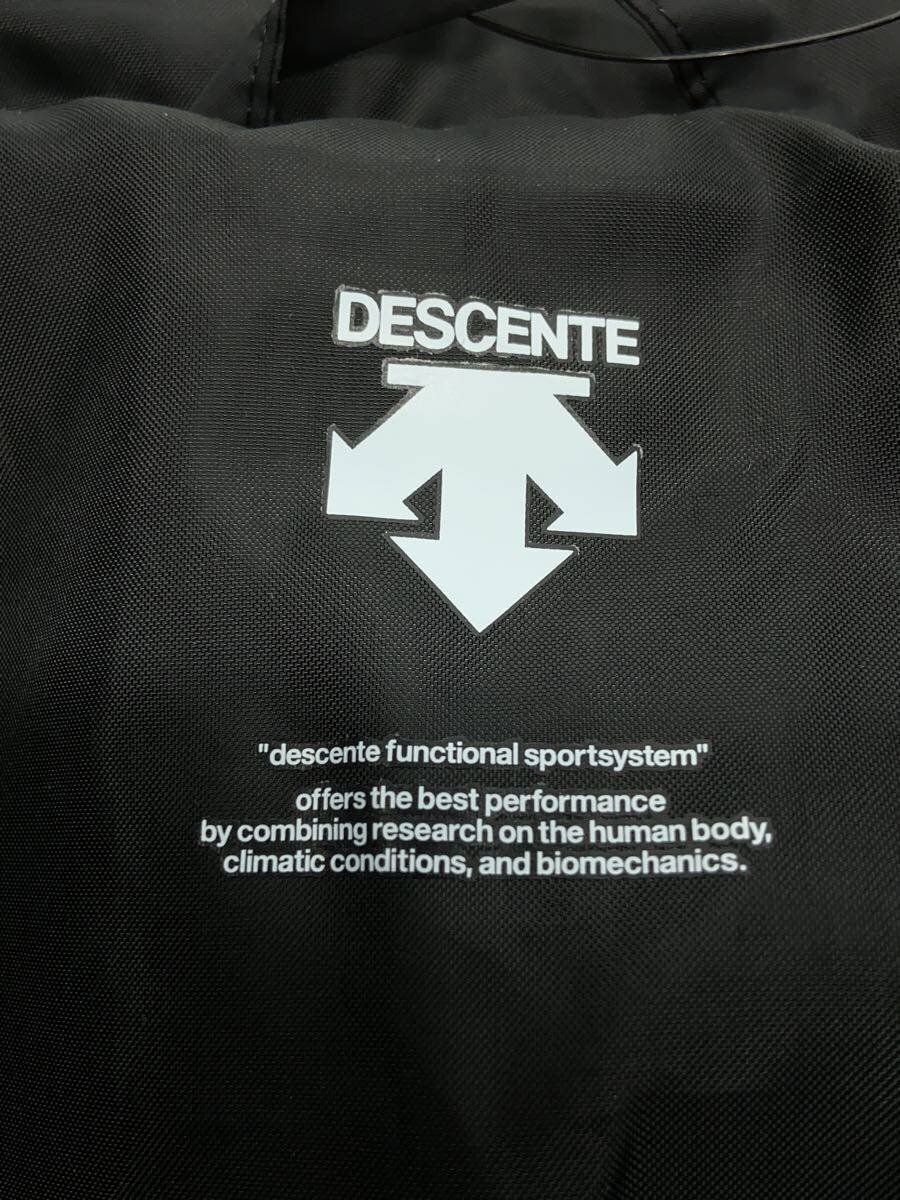 DESCENTE
"descente functional sportsystem"
offers the best performance
by combining research on the human body,
climatic conditions, and biomechanics.